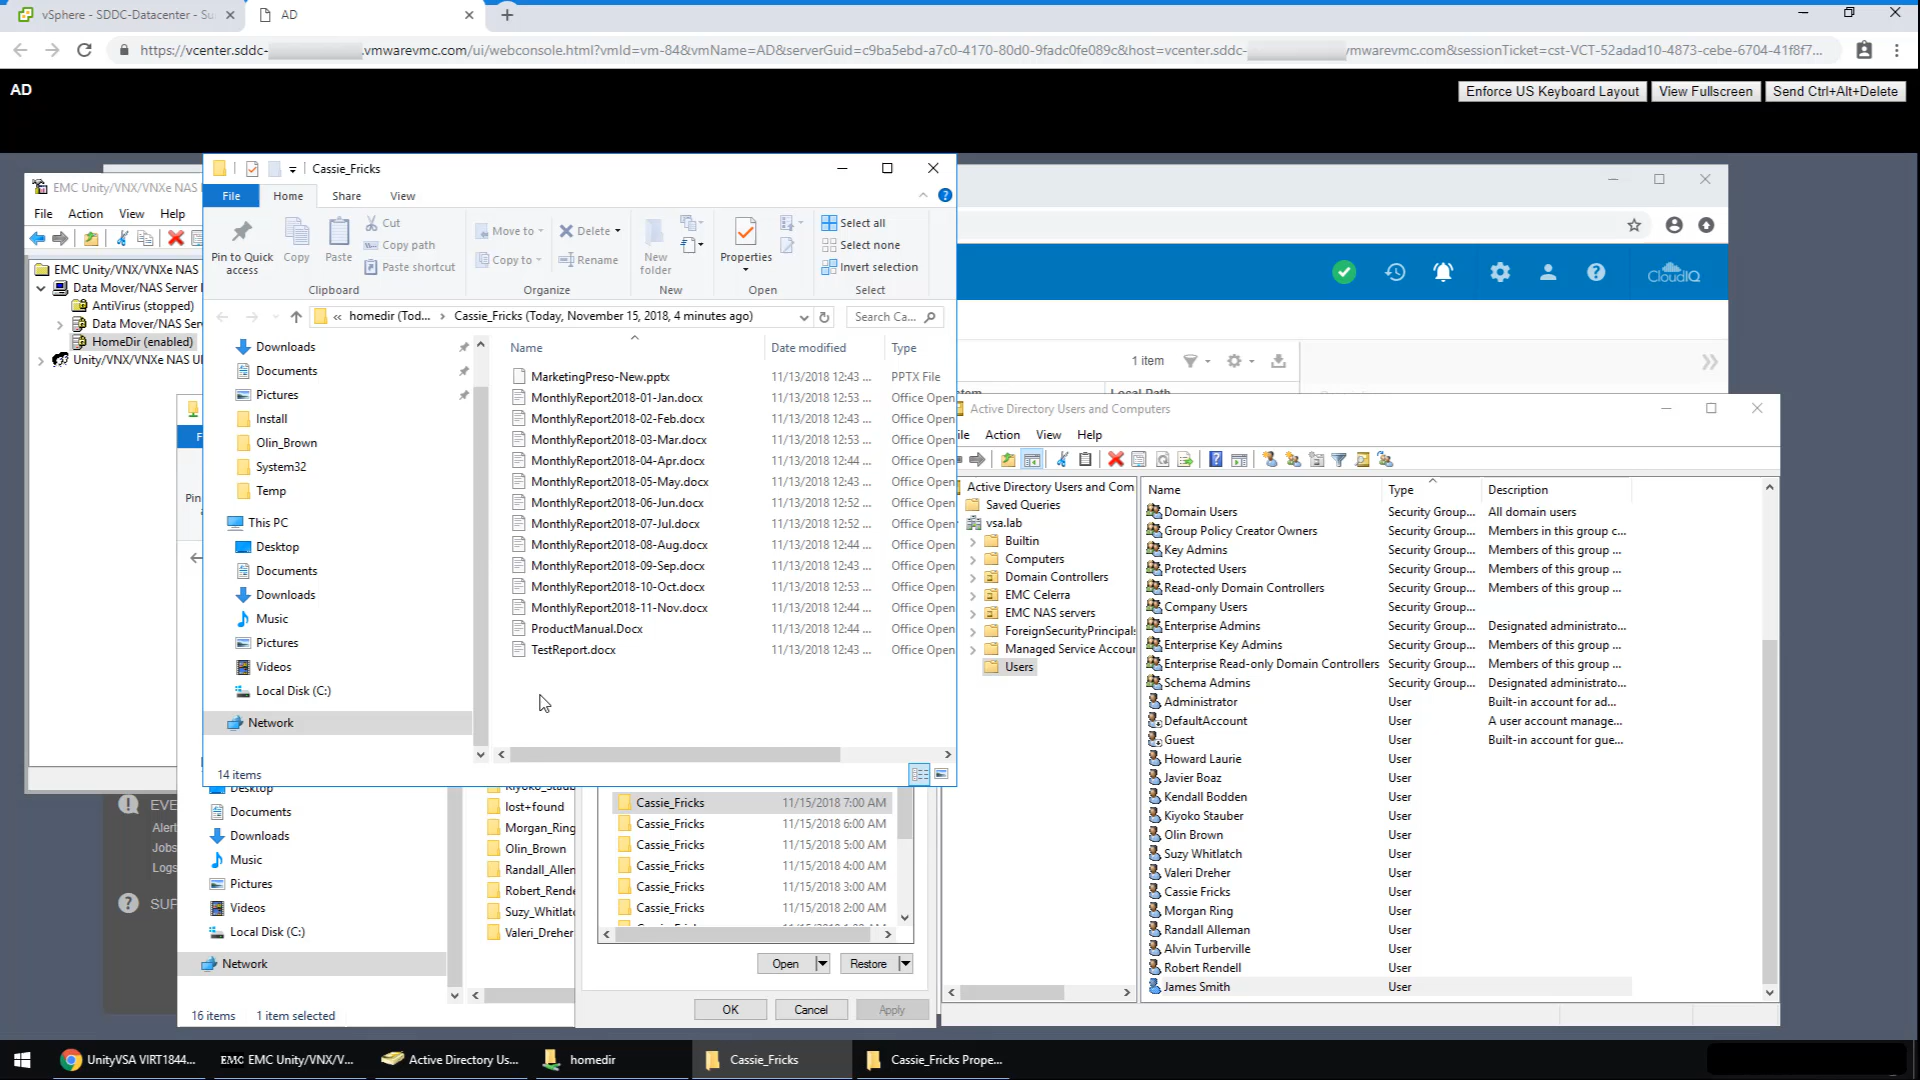 vSphere - SDDC-Datacenter - Su
AD
https://vcenter.sddc-
.vmwarevmc.com/ui/webconsole.html?vmId=vm-84&vmName=AD&serverGuid=c9ba5ebd-a7c0-4170-80d0-9fadc0fe089c&host=vcenter.sddc-
vmwarevmc.com&sessionTicket=cst-VCT-52adad10-4873-cebe-6704-41f8f7...
AD
Enforce US Keyboard Layout
View Fullscreen
Send Ctrl+Alt+Delete
EMC Unity/VNX/VNXe NAS
File Action View Help
EMC Unity/VNX/VNXe NAS
Data Mover/NAS Server
AntiVirus (stopped)
Data Mover/NAS Ser
HomeDir (enabled)
Unity/VNX/VNXe NAS U
Cassie_Fricks
File Home Share View
Pin to Quick access
Copy
Paste
Cut
Copy path
Paste shortcut
Move to
Copy to
Delete
Rename
New folder
Properties
Select all
Select none
Invert selection
Clipboard Organize New Open Select
« homedir (Tod... › Cassie_Fricks (Today, November 15, 2018, 4 minutes ago)
Search Ca...
Downloads
Documents
Pictures
Install
Olin_Brown
System32
Temp
This PC
Desktop
Documents
Downloads
Music
Pictures
Videos
Local Disk (C:)
Network
Name Date modified Type
MarketingPreso-New.pptx 11/13/2018 12:43 ... PPTX File
MonthlyReport2018-01-Jan.docx 11/13/2018 12:53 ... Office Open
MonthlyReport2018-02-Feb.docx 11/13/2018 12:43 ... Office Open
MonthlyReport2018-03-Mar.docx 11/13/2018 12:53 ... Office Open
MonthlyReport2018-04-Apr.docx 11/13/2018 12:44 ... Office Open
MonthlyReport2018-05-May.docx 11/13/2018 12:43 ... Office Open
MonthlyReport2018-06-Jun.docx 11/13/2018 12:52 ... Office Open
MonthlyReport2018-07-Jul.docx 11/13/2018 12:52 ... Office Open
MonthlyReport2018-08-Aug.docx 11/13/2018 12:44 ... Office Open
MonthlyReport2018-09-Sep.docx 11/13/2018 12:43 ... Office Open
MonthlyReport2018-10-Oct.docx 11/13/2018 12:53 ... Office Open
MonthlyReport2018-11-Nov.docx 11/13/2018 12:44 ... Office Open
ProductManual.Docx 11/13/2018 12:44 ... Office Open
TestReport.docx 11/13/2018 12:43 ... Office Open
14 items
CloudIQ
1 item
Local Path
Active Directory Users and Computers
ile Action View Help
Active Directory Users and Com
Saved Queries
vsa.lab
Builtin
Computers
Domain Controllers
EMC Celerra
EMC NAS servers
ForeignSecurityPrincipals
Managed Service Accour
Users
Name Type Description
Domain Users Security Group... All domain users
Group Policy Creator Owners Security Group... Members in this group c...
Key Admins Security Group... Members of this group ...
Protected Users Security Group... Members of this group ...
Read-only Domain Controllers Security Group... Members of this group ...
Company Users Security Group...
Enterprise Admins Security Group... Designated administrato...
Enterprise Key Admins Security Group... Members of this group ...
Enterprise Read-only Domain Controllers Security Group... Members of this group ...
Schema Admins Security Group... Designated administrato...
Administrator User Built-in account for ad...
DefaultAccount User A user account manage...
Guest User Built-in account for gue...
Howard Laurie User
Javier Boaz User
Kendall Bodden User
Kiyoko Stauber User
Olin Brown User
Suzy Whitlatch User
Valeri Dreher User
Cassie Fricks User
Morgan Ring User
Randall Alleman User
Alvin Turberville User
Robert Rendell User
James Smith User
Pin
EVE
Alert
Jobs
Logs
SUP
Desktop
Documents
Downloads
Music
Pictures
Videos
Local Disk (C:)
Network
16 items 1 item selected
Kiyoko_Staub
lost+found
Morgan_Ring
Olin_Brown
Randall_Allen
Robert_Rende
Suzy_Whitlatc
Valeri_Dreher
Cassie_Fricks 11/15/2018 7:00 AM
Cassie_Fricks 11/15/2018 6:00 AM
Cassie_Fricks 11/15/2018 5:00 AM
Cassie_Fricks 11/15/2018 4:00 AM
Cassie_Fricks 11/15/2018 3:00 AM
Cassie_Fricks 11/15/2018 2:00 AM
Open Restore
OK Cancel Apply
UnityVSA VIRT1844...
EMC EMC Unity/VNX/V...
Active Directory Us...
homedir
Cassie_Fricks
Cassie_Fricks Prope...